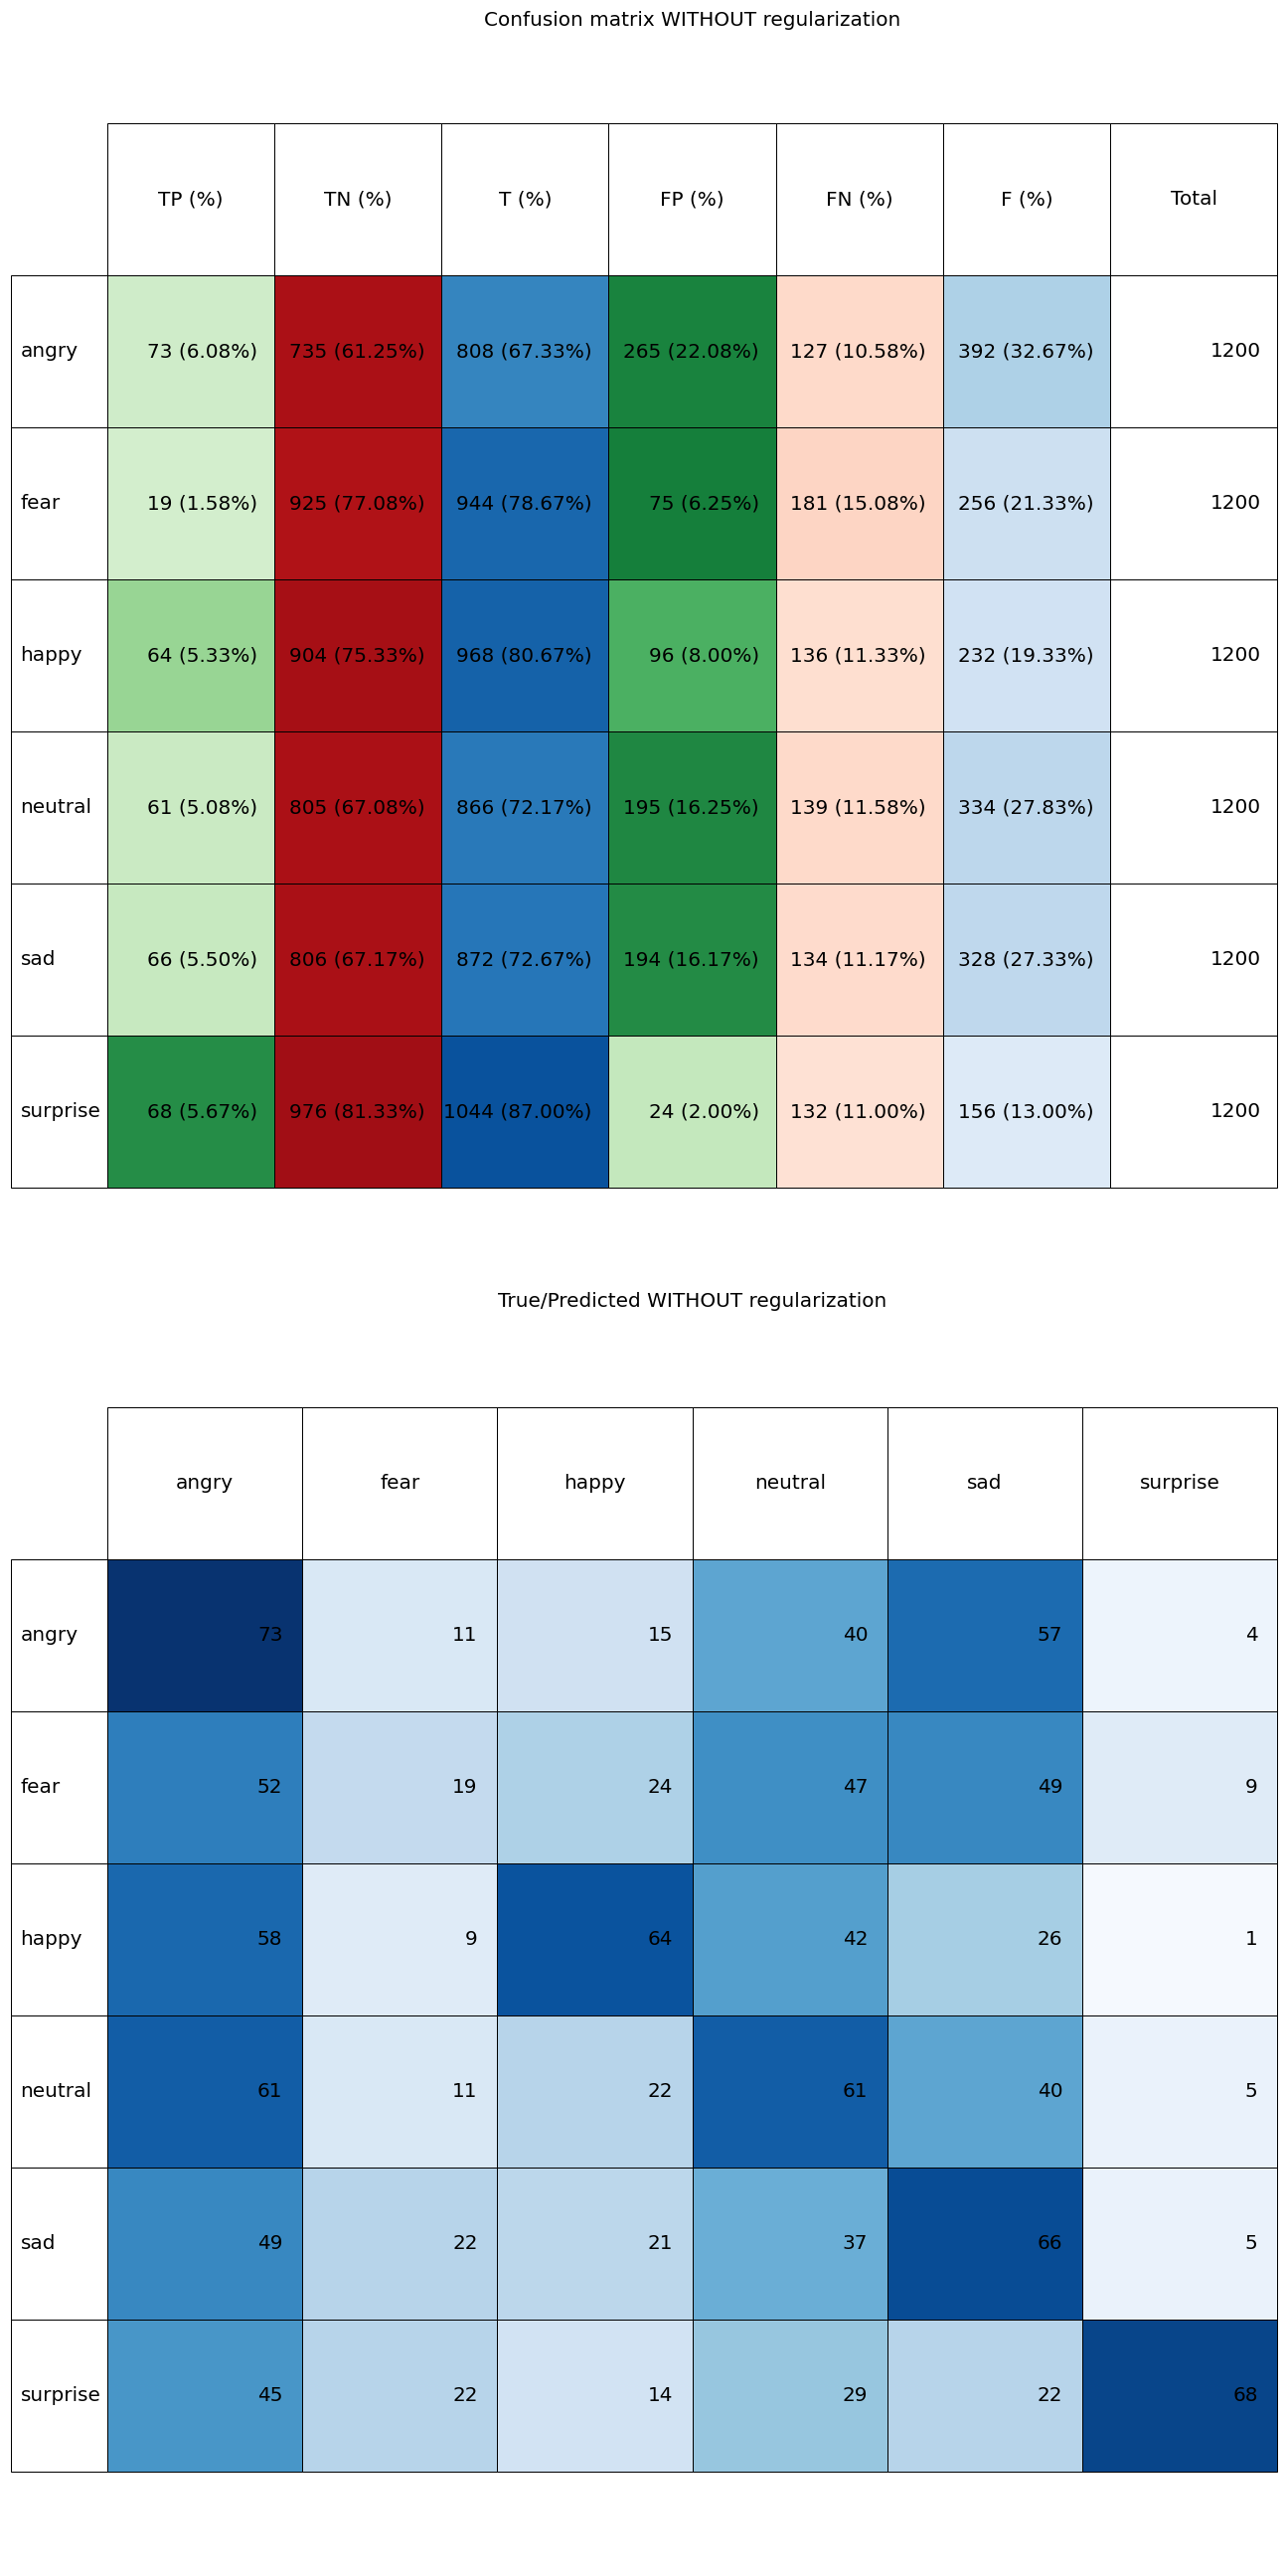 Confusion matrix WITHOUT regularization
TP (%) TN (%) T (%) FP (%) FN (%) F (%) Total
angry 73 (6.08%) 735 (61.25%) 808 (67.33%) 265 (22.08%) 127 (10.58%) 392 (32.67%) 1200
fear 19 (1.58%) 925 (77.08%) 944 (78.67%) 75 (6.25%) 181 (15.08%) 256 (21.33%) 1200
happy 64 (5.33%) 904 (75.33%) 968 (80.67%) 96 (8.00%) 136 (11.33%) 232 (19.33%) 1200
neutral 61 (5.08%) 805 (67.08%) 866 (72.17%) 195 (16.25%) 139 (11.58%) 334 (27.83%) 1200
sad 66 (5.50%) 806 (67.17%) 872 (72.67%) 194 (16.17%) 134 (11.17%) 328 (27.33%) 1200
surprise 68 (5.67%) 976 (81.33%) 1044 (87.00%) 24 (2.00%) 132 (11.00%) 156 (13.00%) 1200
True/Predicted WITHOUT regularization
angry fear happy neutral sad surprise
angry 73 11 15 40 57 4
fear 52 19 24 47 49 9
happy 58 9 64 42 26 1
neutral 61 11 22 61 40 5
sad 49 22 21 37 66 5
surprise 45 22 14 29 22 68